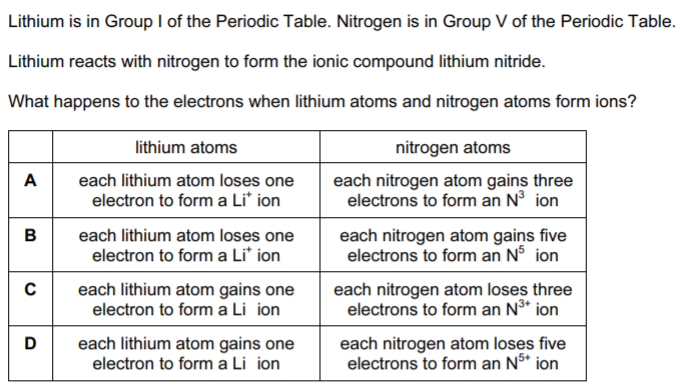 Lithium is in Group I of the Periodic Table. Nitrogen is in Group V of the Periodic Table.
Lithium reacts with nitrogen to form the ionic compound lithium nitride.
What happens to the electrons when lithium atoms and nitrogen atoms form ions?
lithium atoms nitrogen atoms
A each lithium atom loses one each nitrogen atom gains three
electron to form a Li⁺ ion electrons to form an N³ ion
B each lithium atom loses one each nitrogen atom gains five
electron to form a Li⁺ ion electrons to form an N⁵ ion
C each lithium atom gains one each nitrogen atom loses three
electron to form a Li ion electrons to form an N³⁺ ion
D each lithium atom gains one each nitrogen atom loses five
electron to form a Li ion electrons to form an N⁵⁺ ion